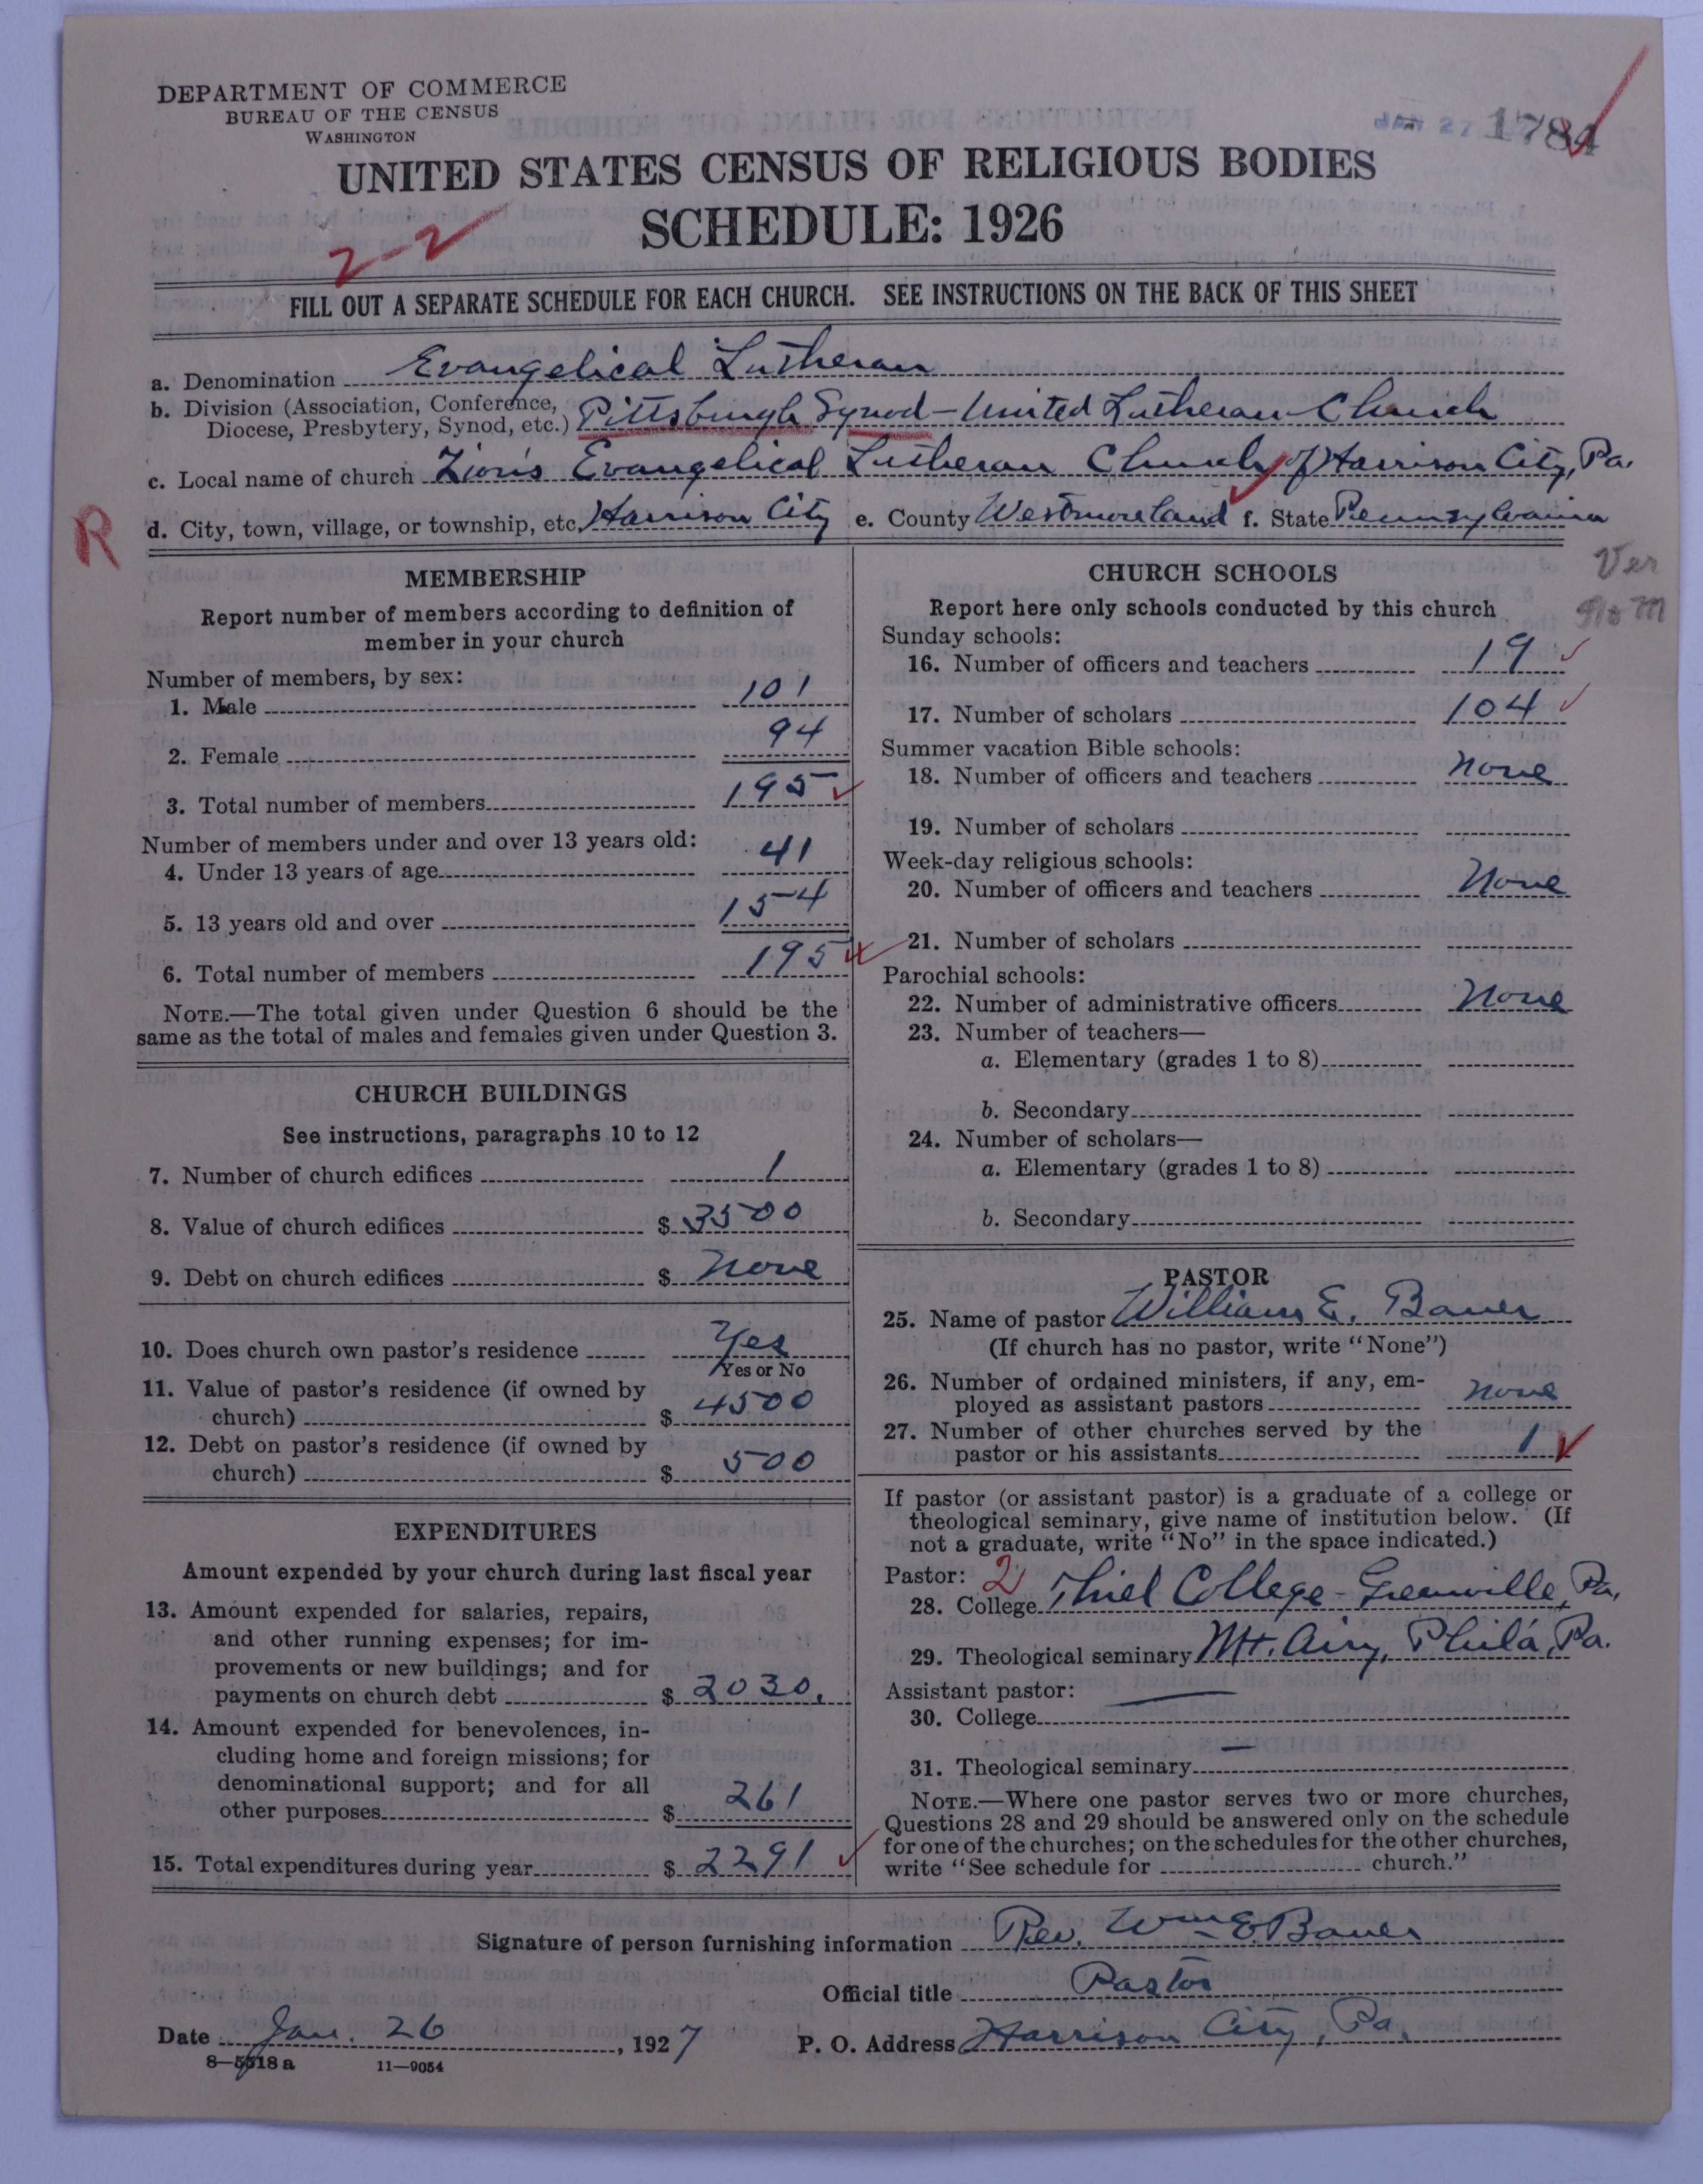 DEPARTMENT OF COMMERCE
BUREAU OF THE CENSUS
WASHINGTON
JAN 27 1784
UNITED STATES CENSUS OF RELIGIOUS BODIES
SCHEDULE: 1926
2-2
FILL OUT A SEPARATE SCHEDULE FOR EACH CHURCH. SEE INSTRUCTIONS ON THE BACK OF THIS SHEET
a. Denomination Evangelical Lutheran
b. Division (Association, Conference, Diocese, Presbytery, Synod, etc.) Pittsburgh Synod - United Lutheran Church
c. Local name of church Zion's Evangelical Lutheran Church of Harrison City, Pa.
R
d. City, town, village, or township, etc. Harrison City e. County Westmoreland f. State Pennsylvania
MEMBERSHIP
Report number of members according to definition of
member in your church
Number of members, by sex:
1. Male 101
2. Female 94
3. Total number of members 195
Number of members under and over 13 years old:
4. Under 13 years of age 41
5. 13 years old and over 154
6. Total number of members 195
NOTE.—The total given under Question 6 should be the
same as the total of males and females given under Question 3.
CHURCH BUILDINGS
See instructions, paragraphs 10 to 12
7. Number of church edifices 1
8. Value of church edifices $ 3500
9. Debt on church edifices $ None
10. Does church own pastor's residence Yes
Yes or No
11. Value of pastor's residence (if owned by
church) $ 4500
12. Debt on pastor's residence (if owned by
church) $ 500
EXPENDITURES
Amount expended by your church during last fiscal year
13. Amount expended for salaries, repairs,
and other running expenses; for im-
provements or new buildings; and for
payments on church debt $ 2030.
14. Amount expended for benevolences, in-
cluding home and foreign missions; for
denominational support; and for all
other purposes $ 261
15. Total expenditures during year $ 2291
CHURCH SCHOOLS
Ver
Report here only schools conducted by this church
Sunday schools:
16. Number of officers and teachers 19
17. Number of scholars 104
Summer vacation Bible schools:
18. Number of officers and teachers None
19. Number of scholars
Week-day religious schools:
20. Number of officers and teachers None
21. Number of scholars
Parochial schools:
22. Number of administrative officers None
23. Number of teachers—
a. Elementary (grades 1 to 8)
b. Secondary
24. Number of scholars—
a. Elementary (grades 1 to 8)
b. Secondary
PASTOR
25. Name of pastor William E. Bauer
(If church has no pastor, write "None")
26. Number of ordained ministers, if any, em-
ployed as assistant pastors None
27. Number of other churches served by the
pastor or his assistants 1
If pastor (or assistant pastor) is a graduate of a college or
theological seminary, give name of institution below. (If
not a graduate, write "No" in the space indicated.)
Pastor: 2
28. College Thiel College - Greenville, Pa.
29. Theological seminary Mt. Airy, Phila, Pa.
Assistant pastor: —
30. College
31. Theological seminary —
NOTE.—Where one pastor serves two or more churches,
Questions 28 and 29 should be answered only on the schedule
for one of the churches; on the schedules for the other churches,
write "See schedule for church."
Signature of person furnishing information Rev. Wm E. Bauer
Official title Pastor
Date Jan. 26, 1927 P. O. Address Harrison City, Pa.
8—5518 a 11—9054